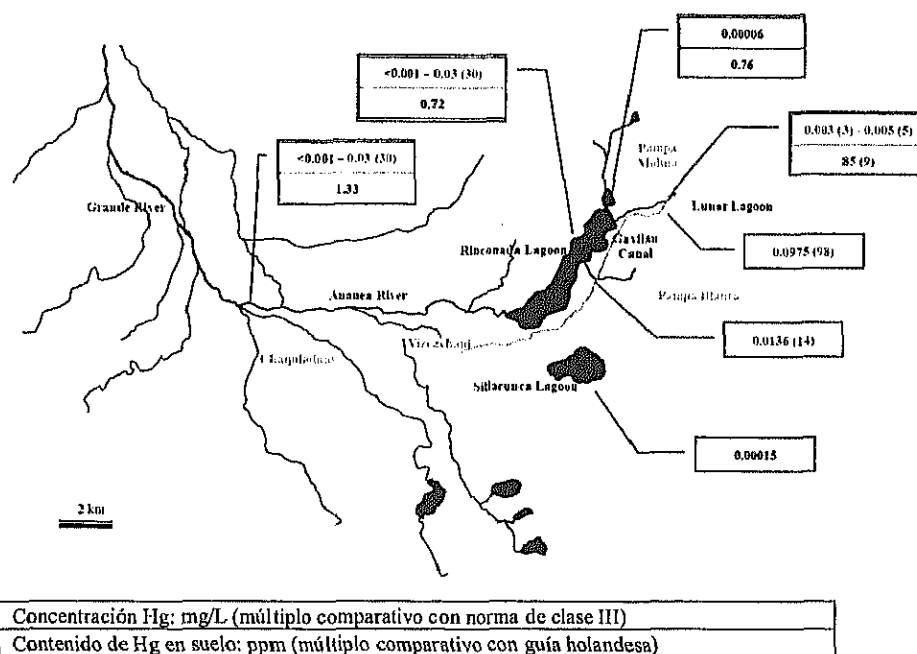 0.00006
0.76
<0.001 – 0.03 (30)
0.72
0.003 (3) - 0.005 (5)
85 (9)
<0.001 – 0.03 (30)
1.33
Pampa
Molina
Grande River
Lunar Lagoon
Rinconada Lagoon
Gavilán
Canal
0.0975 (98)
Ananea River
Pampa Blanca
0.0136 (14)
Chaquiminas
Sillacunca Lagoon
0.00015
2 km
Concentración Hg: mg/L (múltiplo comparativo con norma de clase III)
Contenido de Hg en suelo: ppm (múltiplo comparativo con guía holandesa)